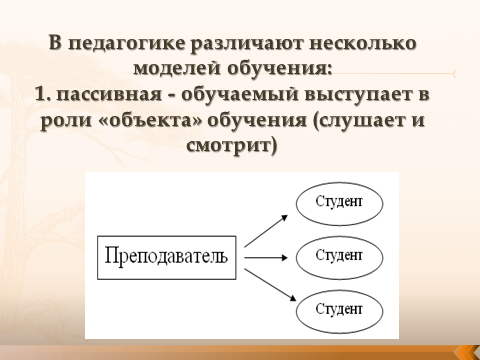 В педагогике различают несколько
моделей обучения:
1. пассивная - обучаемый выступает в
роли «объекта» обучения (слушает и
смотрит)
Студент
Преподаватель
Студент
Студент